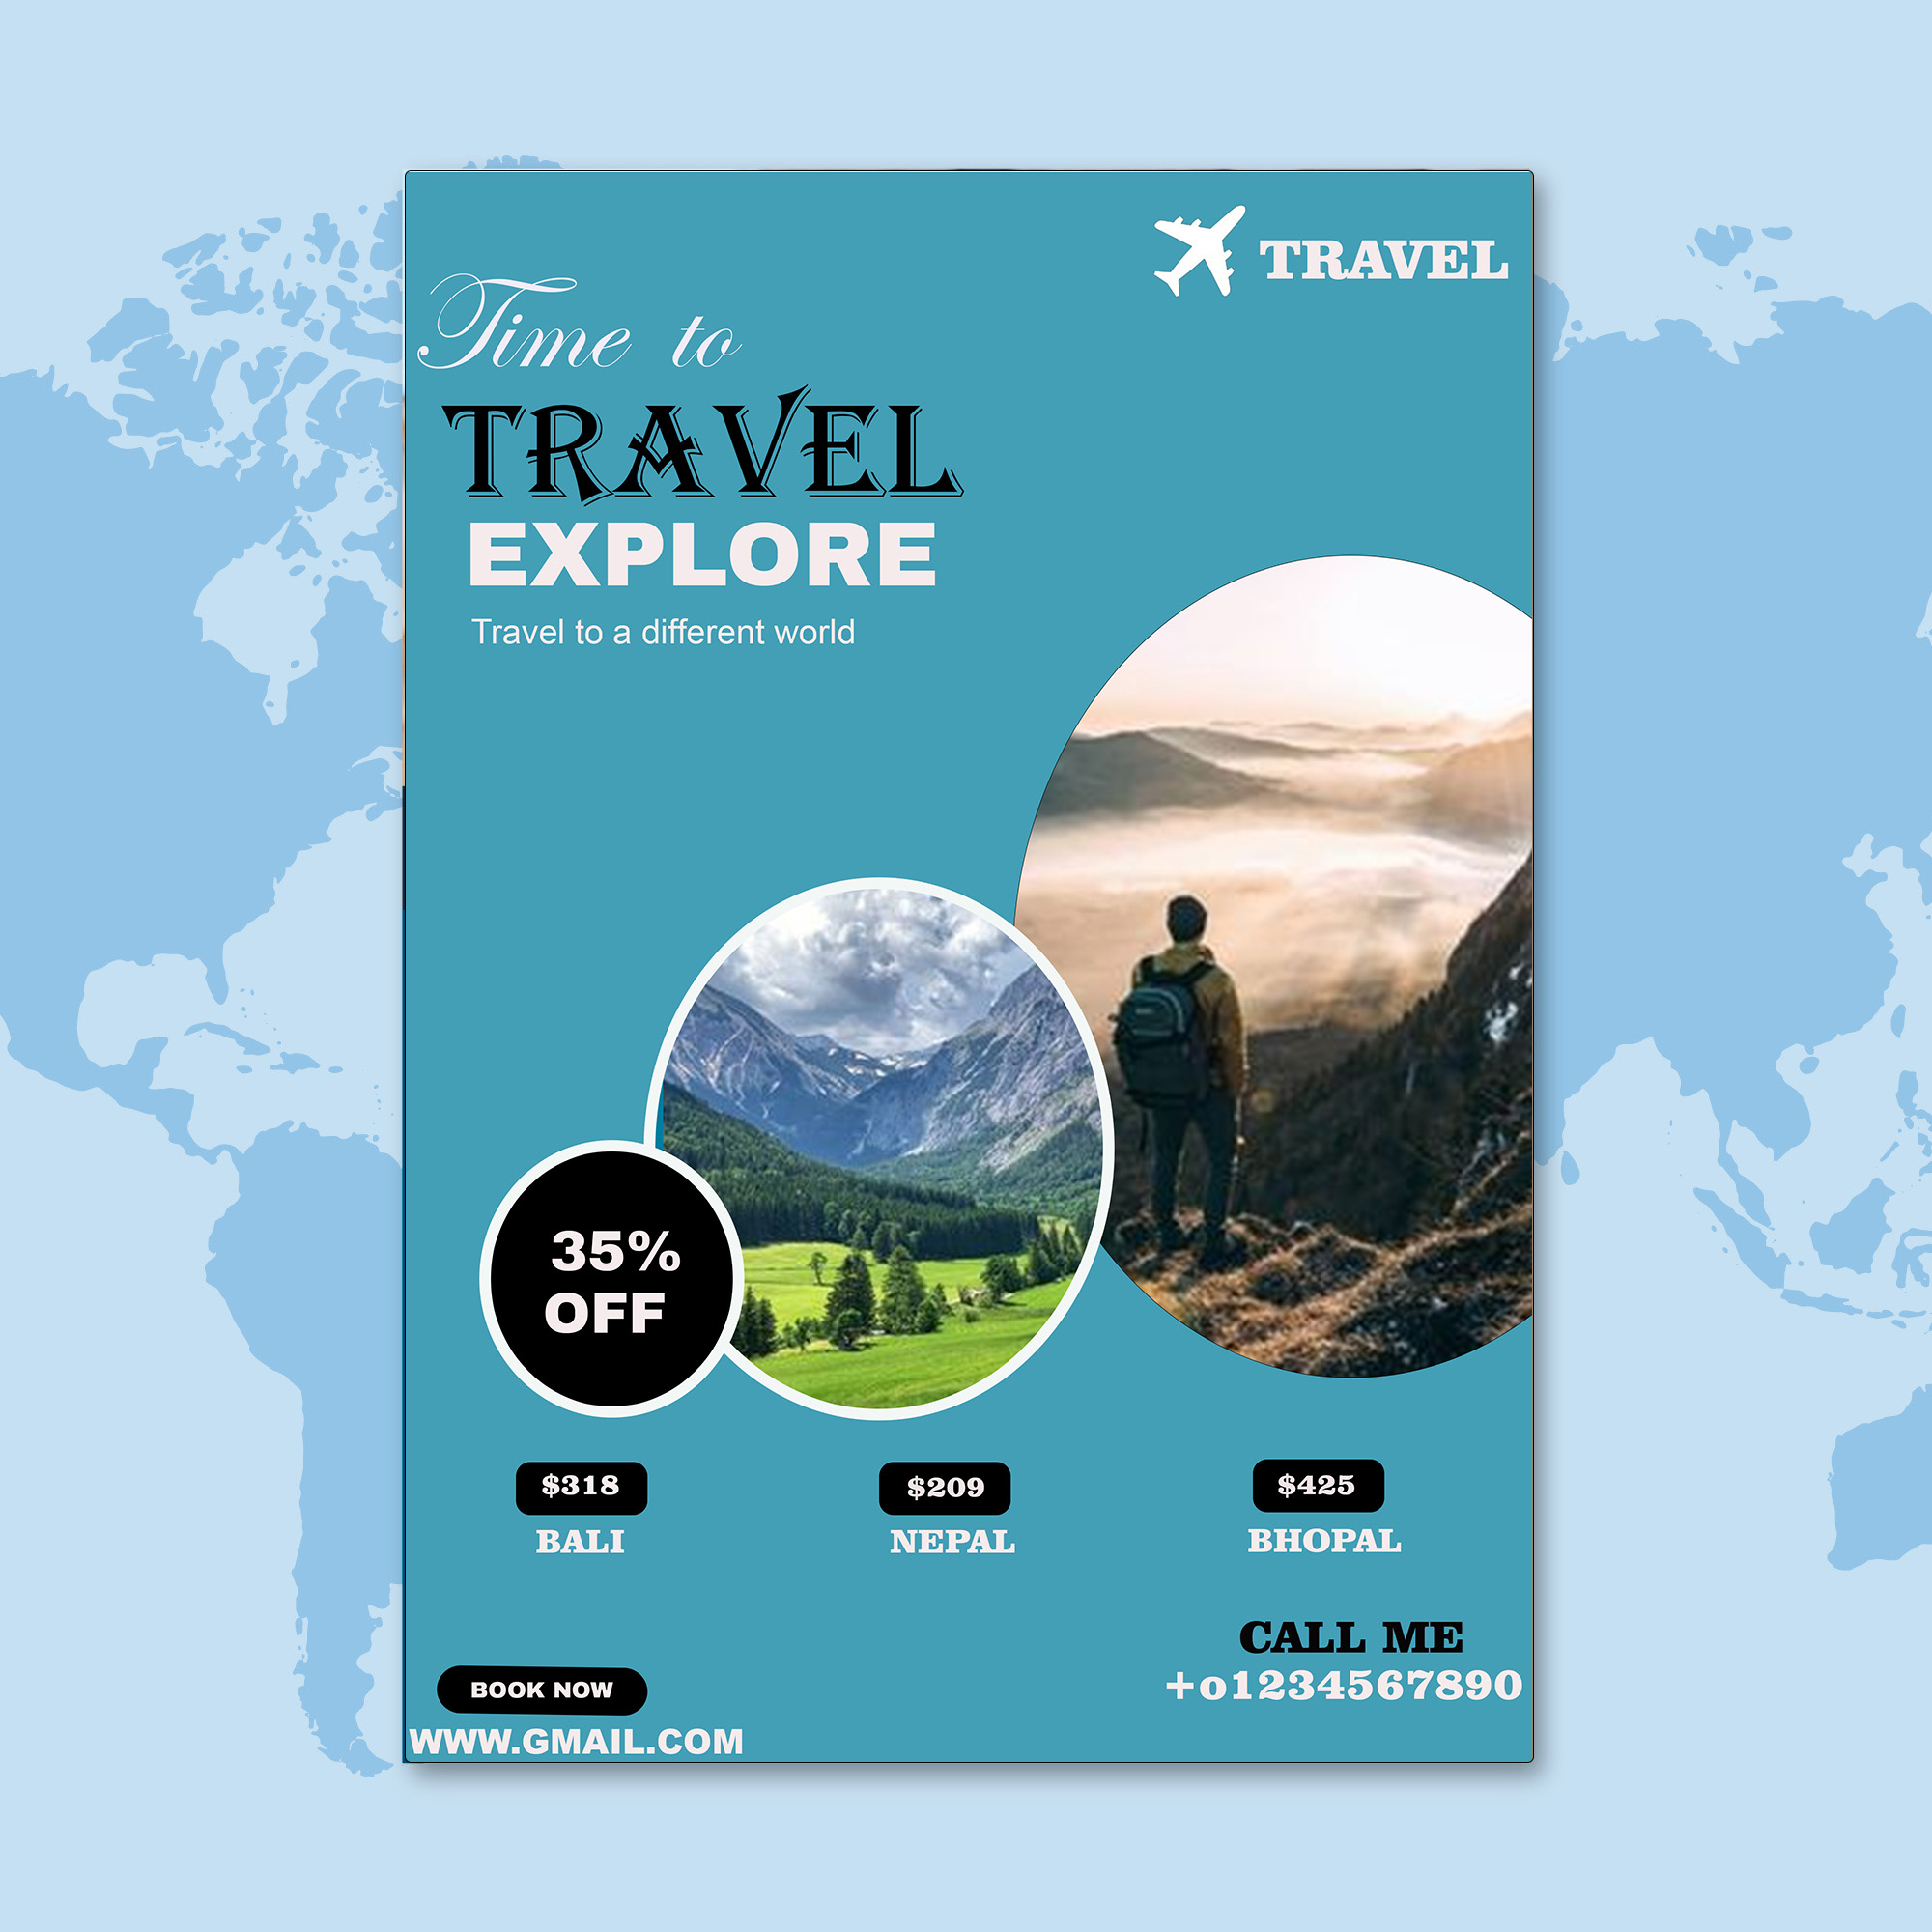 TRAVEL
Time to
TRAVEL
EXPLORE
Travel to a different world
35%
OFF
$318
BALI
$209
NEPAL
$425
BHOPAL
CALL ME
+o1234567890
BOOK NOW
WWW.GMAIL.COM